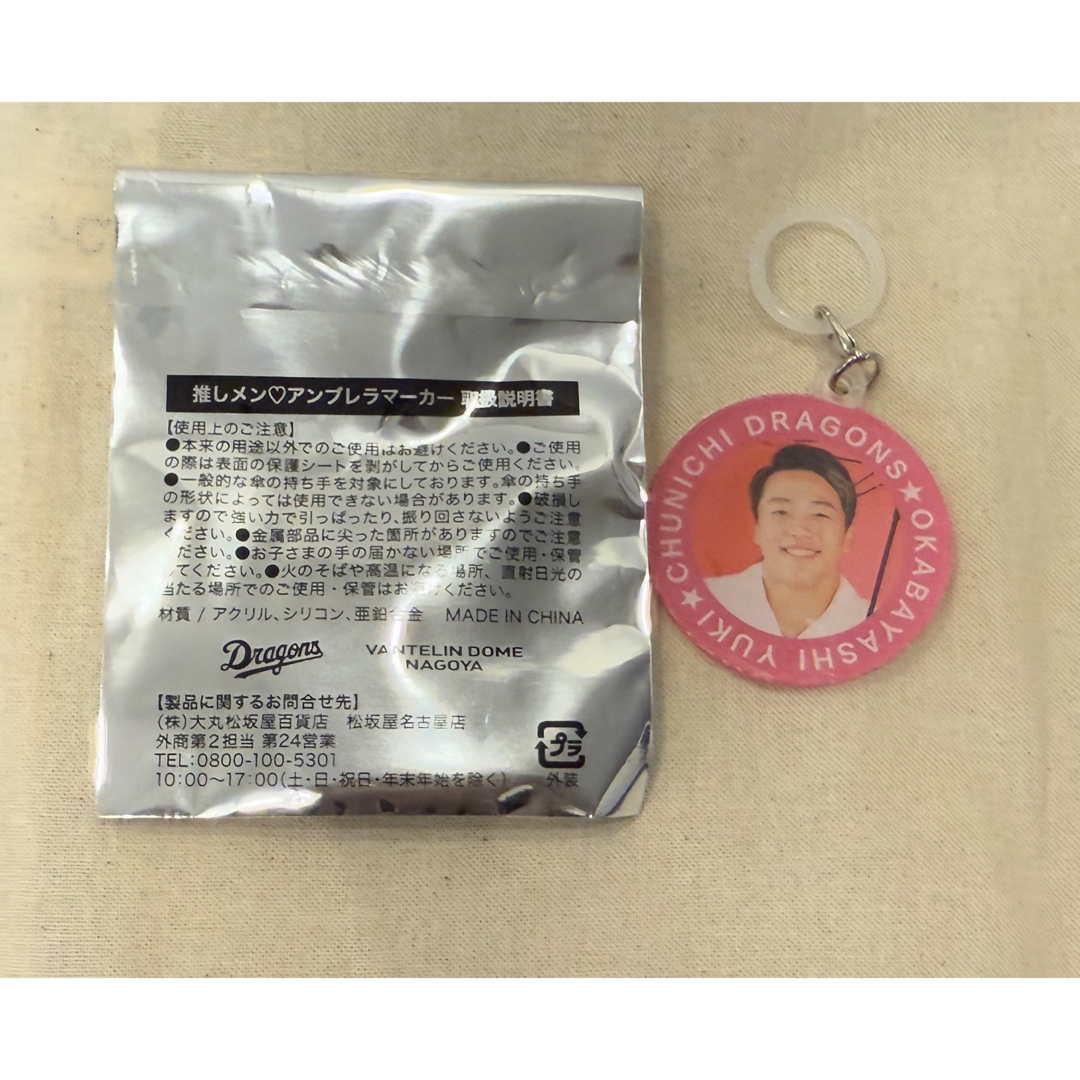 推しメン♡アンブレラマーカー 取扱説明書
【使用上のご注意】
●本来の用途以外でのご使用はお避けください。●ご使用
の際は表面の保護シートを剥がしてからご使用ください。
●一般的な傘の持ち手を対象にしております。傘の持ち手
の形状によっては使用できない場合があります。●破損し
ますので強い力で引っぱったり、振り回さないようご注意
ください。●金属部品に尖った箇所がありますのでご注意
ください。●お子さまの手の届かない場所でご使用・保管
してください。●火のそばや高温になる場所、直射日光の
当たる場所でのご使用・保管はお避けください。
材質 / アクリル、シリコン、亜鉛合金 MADE IN CHINA
Dragons VANTELIN DOME
NAGOYA
【製品に関するお問合せ先】
(株)大丸松坂屋百貨店 松坂屋名古屋店
外商第2担当 第24営業
TEL:0800-100-5301
10:00〜17:00(土・日・祝日・年末年始を除く)
プラ
外装
★CHUNICHI DRAGONS★OKABAYASHI YUKI